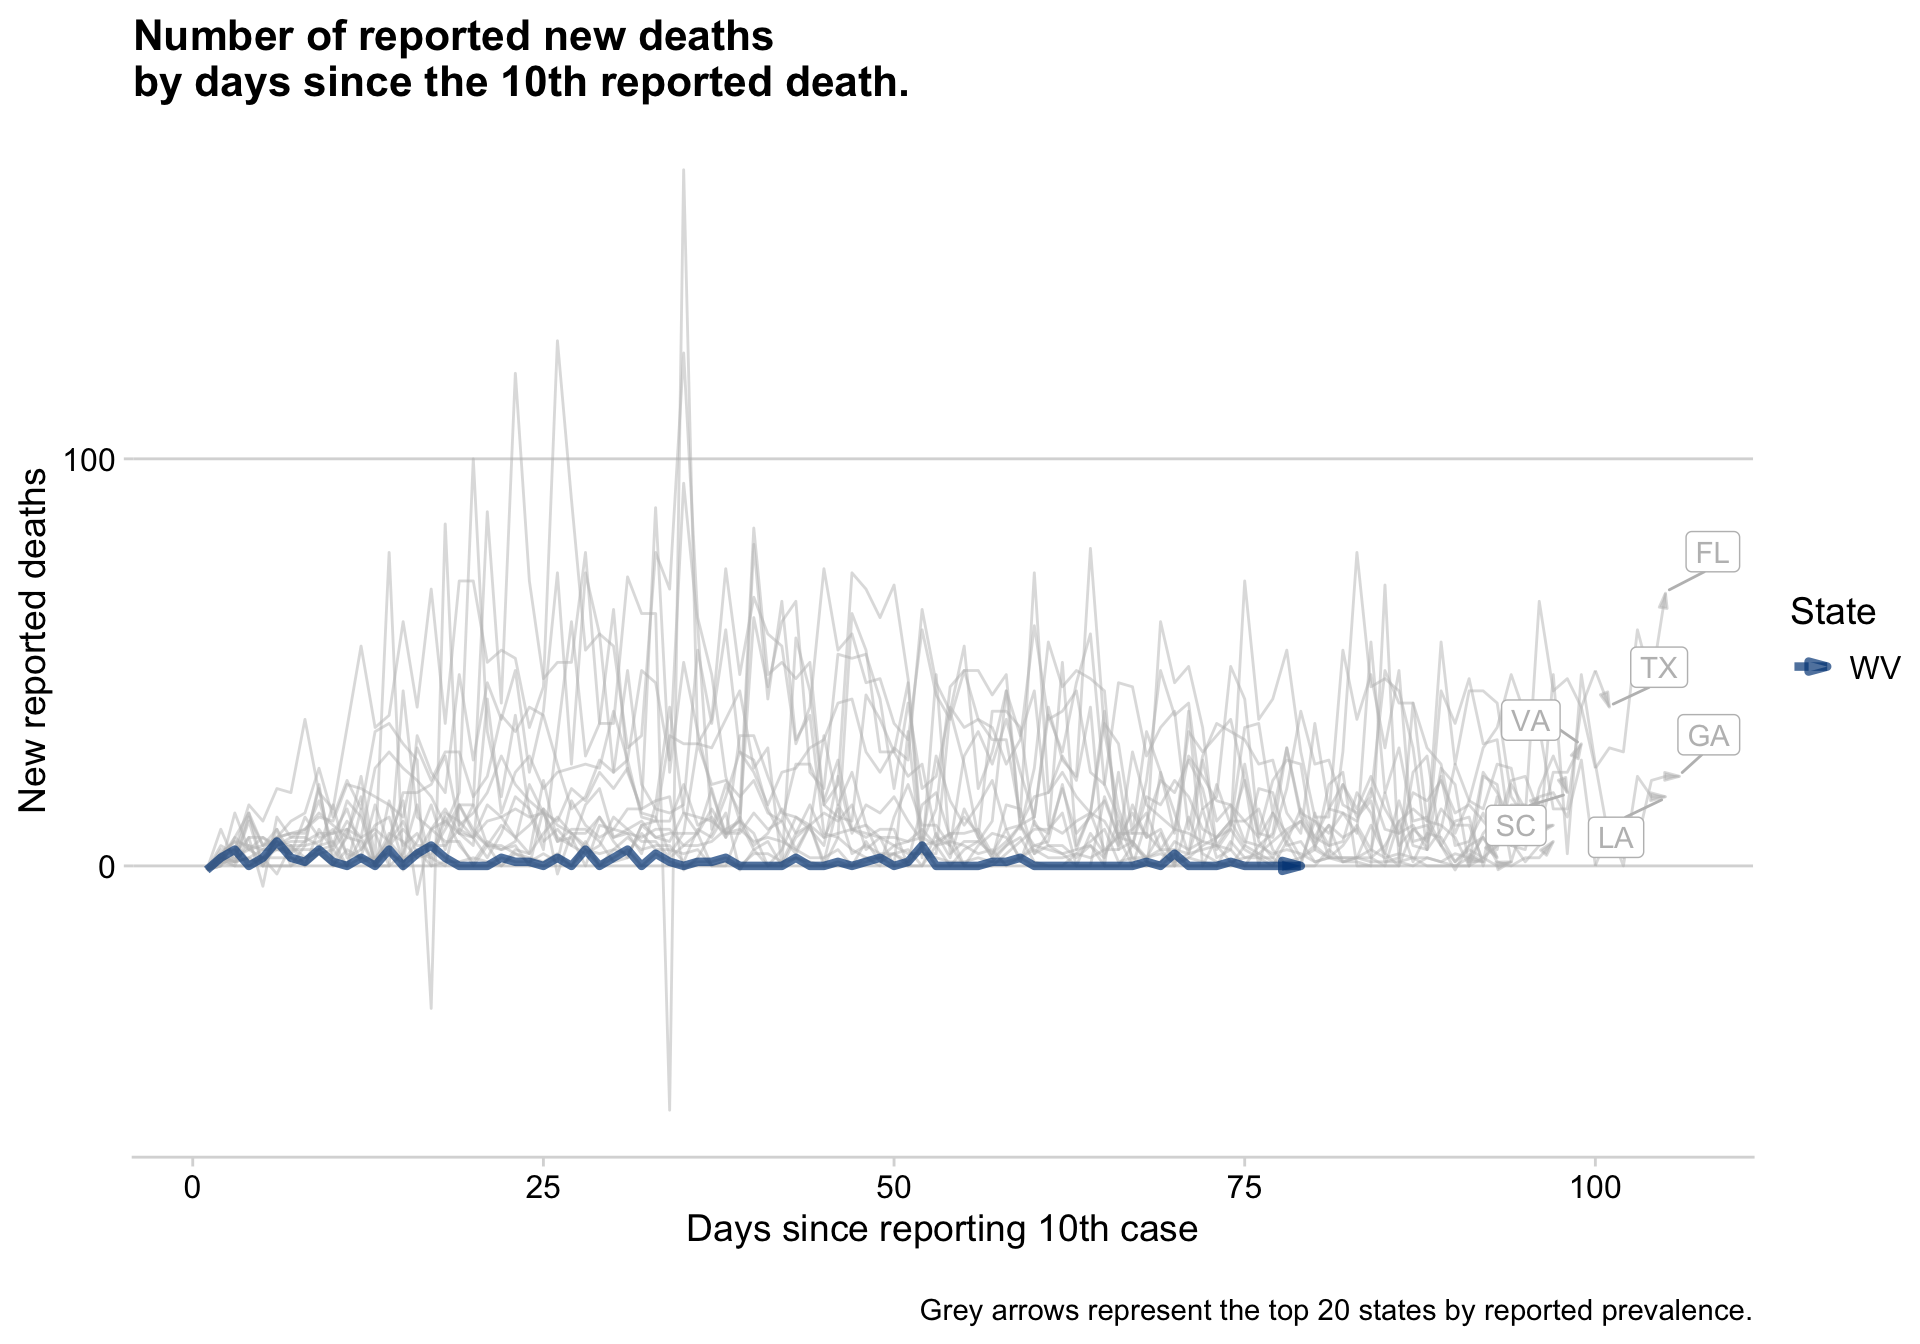 Number of reported new deaths
by days since the 10th reported death.
New reported deaths
100
0
FL
TX
VA
GA
SC
LA
State
WV
0 25 50 75 100
Days since reporting 10th case
Grey arrows represent the top 20 states by reported prevalence.